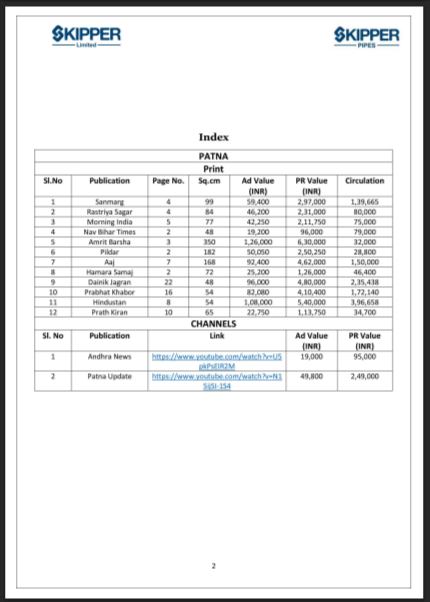 SKIPPER
Limited
SKIPPER
PIPES
Index
PATNA
Print
Sl.No Publication Page No. Sq.cm Ad Value (INR) PR Value (INR) Circulation
1 Sanmarg 4 99 59,400 2,97,000 1,39,665
2 Rastriya Sagar 4 84 46,200 2,31,000 80,000
3 Morning India 5 77 42,250 2,11,750 75,000
4 Nav Bihar Times 2 48 19,200 96,000 79,000
5 Amrit Barsha 3 350 1,26,000 6,30,000 32,000
6 Pildar 2 182 50,050 2,50,250 28,800
7 Aaj 7 168 92,400 4,62,000 1,50,000
8 Hamara Samaj 2 72 25,200 1,26,000 46,400
9 Dainik Jagran 22 48 96,000 4,80,000 2,35,438
10 Prabhat Khabor 16 54 82,080 4,10,400 1,72,140
11 Hindustan 8 54 1,08,000 5,40,000 3,96,658
12 Prath Kiran 10 65 22,750 1,13,750 34,700
CHANNELS
Sl. No Publication Link Ad Value (INR) PR Value (INR)
1 Andhra News https://www.youtube.com/watch?v=US 19,000 95,000
2 Patna Update https://www.youtube.com/watch?v=N1 49,800 2,49,000
2